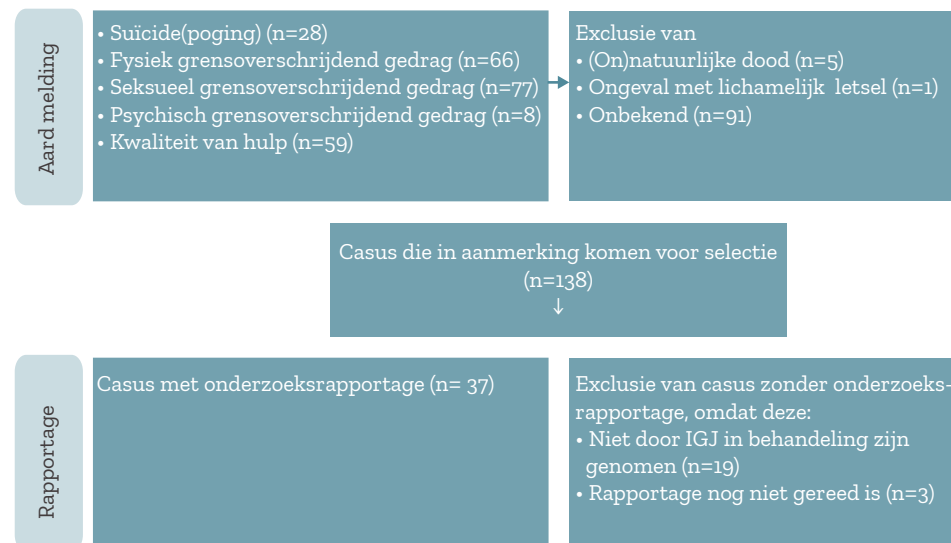 Aard melding
• Suïcide(poging) (n=28)
• Fysiek grensoverschrijdend gedrag (n=66)
• Seksueel grensoverschrijdend gedrag (n=77)
• Psychisch grensoverschrijdend gedrag (n=8)
• Kwaliteit van hulp (n=59)
Exclusie van
• (On)natuurlijke dood (n=5)
• Ongeval met lichamelijk letsel (n=1)
• Onbekend (n=91)
Casus die in aanmerking komen voor selectie
(n=138)
↓
Rapportage
Casus met onderzoeksrapportage (n= 37)
Exclusie van casus zonder onderzoeks-
rapportage, omdat deze:
• Niet door IGJ in behandeling zijn
genomen (n=19)
• Rapportage nog niet gereed is (n=3)